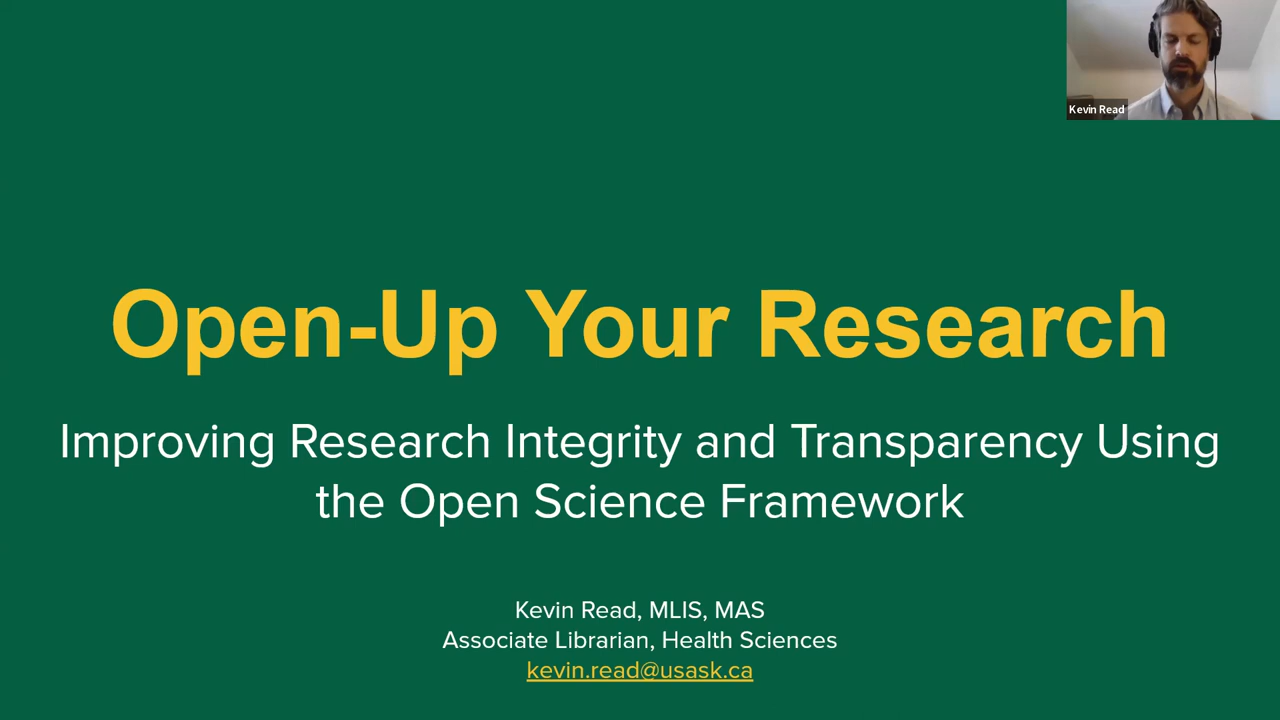 Kevin Read
Open-Up Your Research
Improving Research Integrity and Transparency Using
the Open Science Framework
Kevin Read, MLIS, MAS
Associate Librarian, Health Sciences
kevin.read@usask.ca